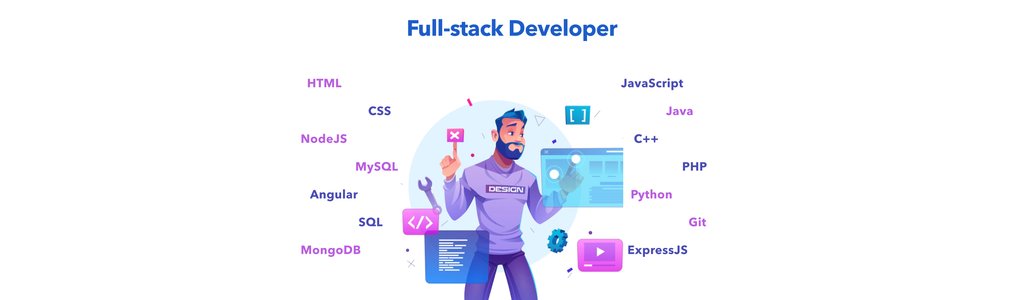 Full-stack Developer
HTML
CSS
NodeJS
MySQL
Angular
SQL
MongoDB
DESIGN
</>
[ ]
JavaScript
Java
C++
PHP
Python
Git
ExpressJS